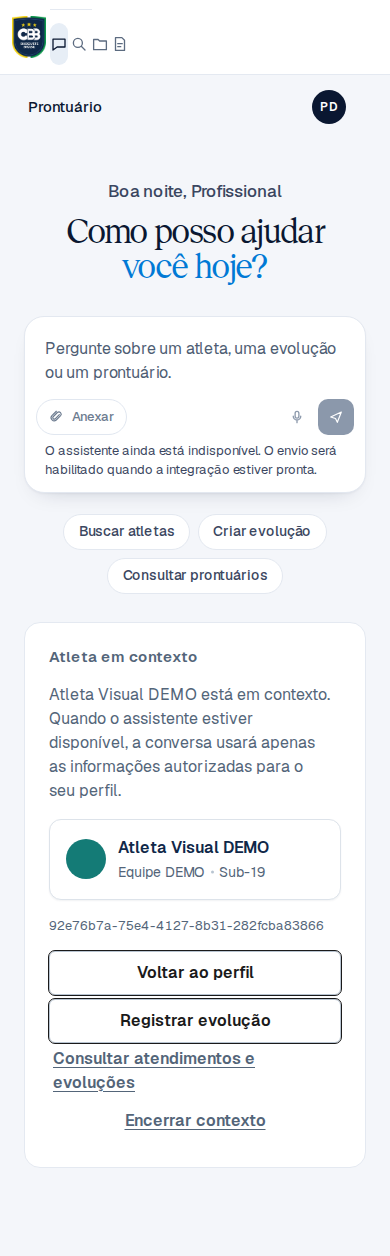 CBB
Prontuário
PD
Boa noite, Profissional
Como posso ajudar
você hoje?
Pergunte sobre um atleta, uma evolução
ou um prontuário.
Anexar
O assistente ainda está indisponível. O envio será
habilitado quando a integração estiver pronta.
Buscar atletas
Criar evolução
Consultar prontuários
Atleta em contexto
Atleta Visual DEMO está em contexto.
Quando o assistente estiver
disponível, a conversa usará apenas
as informações autorizadas para o
seu perfil.
Atleta Visual DEMO
Equipe DEMO • Sub-19
92e76b7a-75e4-4127-8b31-282fcba83866
Voltar ao perfil
Registrar evolução
Consultar atendimentos e
evoluções
Encerrar contexto